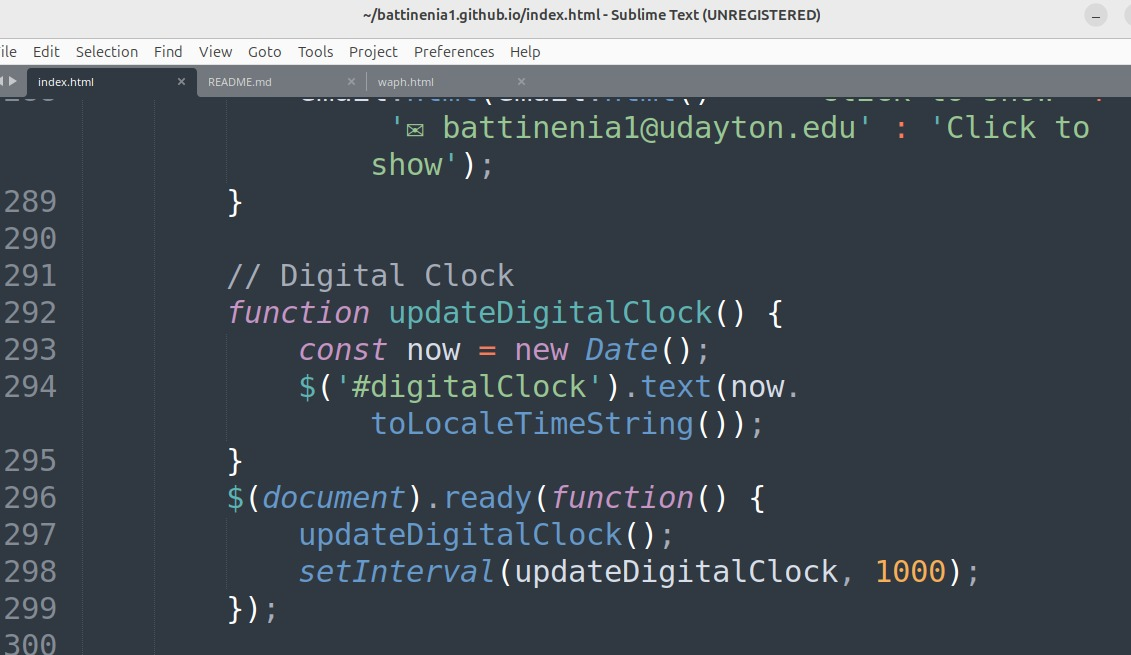 ~/battinenia1.github.io/index.html - Sublime Text (UNREGISTERED)
ile Edit Selection Find View Goto Tools Project Preferences Help
index.html × README.md × waph.html ×
'✉ battinenia1@udayton.edu' : 'Click to
show');
289 }
290
291 // Digital Clock
292 function updateDigitalClock() {
293 const now = new Date();
294 $('#digitalClock').text(now.
toLocaleTimeString());
295 }
296 $(document).ready(function() {
297 updateDigitalClock();
298 setInterval(updateDigitalClock, 1000);
299 });
300